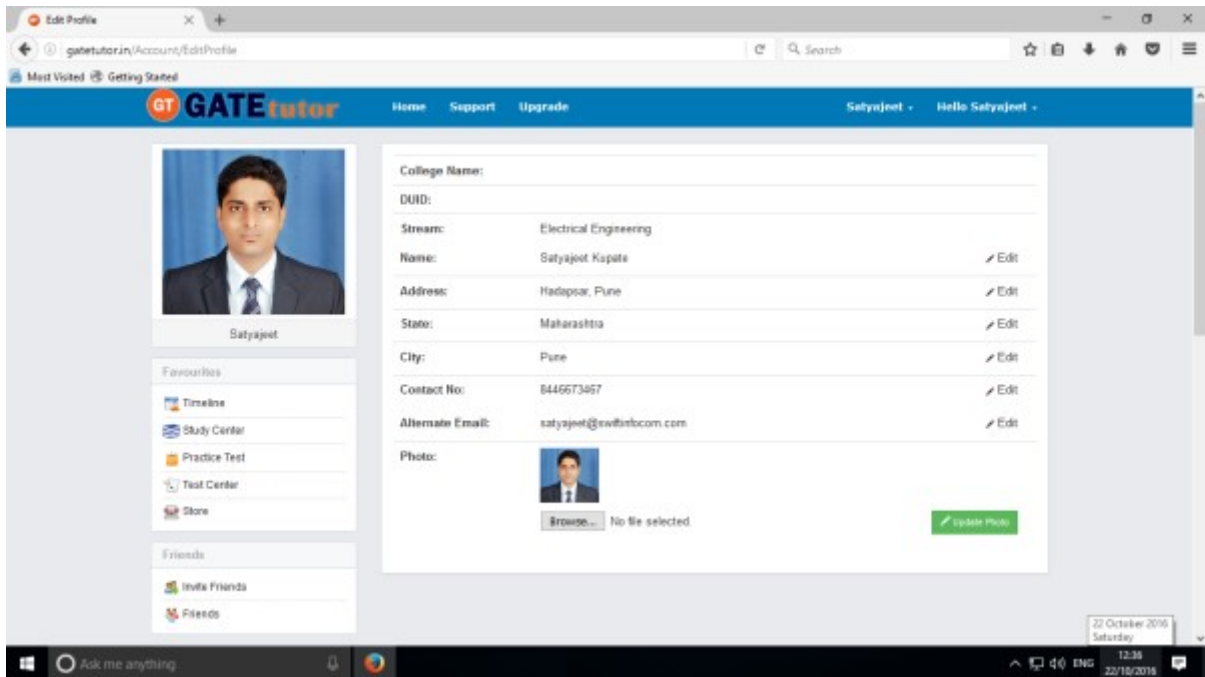 Edit Profile
gatetutor.in/Account/EditProfile
Search
Most Visited Getting Started
GT GATEtutor Home Support Upgrade Satyajeet Hello Satyajeet
College Name:
DUID:
Stream: Electrical Engineering
Name: Satyajeet Kupate Edit
Address: Hadapsar, Pune Edit
State: Maharashtra Edit
City: Pune Edit
Contact No: 8446673467 Edit
Alternate Email: satyajeet@swiftinfocom.com Edit
Photo:
Browse... No file selected. Update Photo
Satyajeet
Favourites
Timeline
Study Center
Practice Test
Test Center
Store
Friends
Invite Friends
Friends
22 October 2016
Saturday
Ask me anything
ENG
12:36
22/10/2016